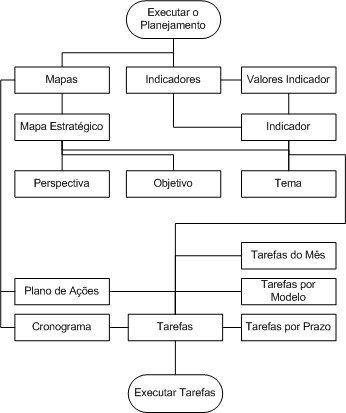 Executar o
Planejamento
Mapas
Indicadores
Valores Indicador
Mapa Estratégico
Indicador
Perspectiva
Objetivo
Tema
Tarefas do Mês
Plano de Ações
Tarefas por
Modelo
Cronograma
Tarefas
Tarefas por Prazo
Executar Tarefas